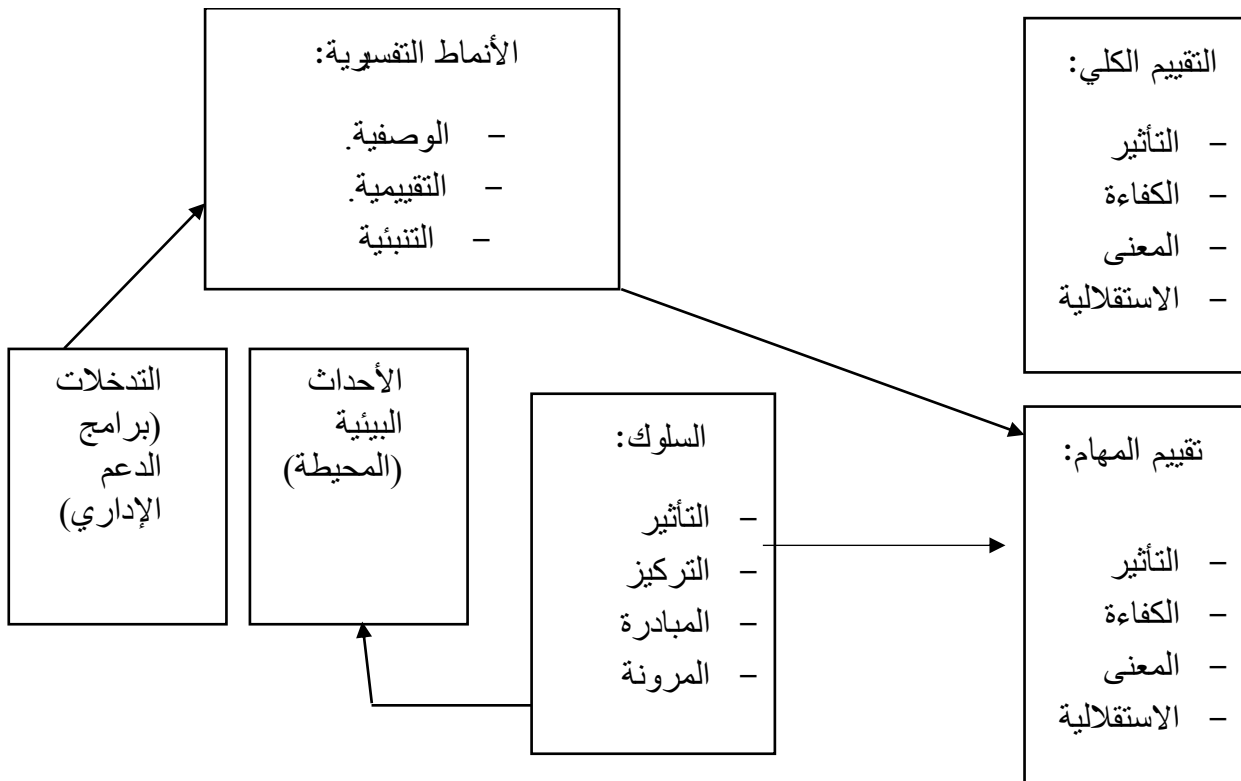 التقييم الكلي:
– التأثير
– الكفاءة
– المعنى
– الاستقلالية
الأنماط التفسيرية:
– الوصفية.
– التقييمية.
– التنبئية
تقييم المهام:
– التأثير
– الكفاءة
– المعنى
– الاستقلالية
السلوك:
– التأثير
– التركيز
– المبادرة
– المرونة
الأحداث
البيئية
(المحيطة)
التدخلات
(برامج
الدعم
الإداري)